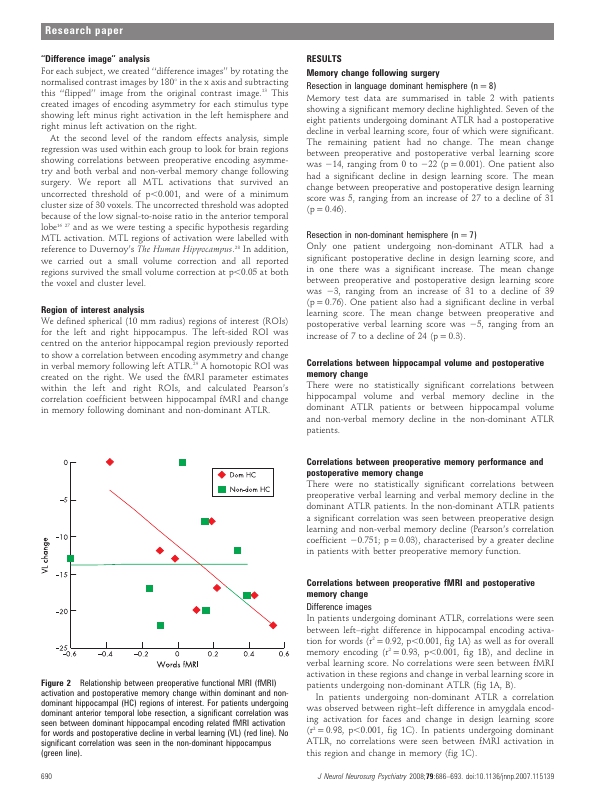 Research paper
“Difference image” analysis
For each subject, we created “difference images” by rotating the
normalised contrast images by 180° in the x axis and subtracting
this “flipped” image from the original contrast image.²⁵ This
created images of encoding asymmetry for each stimulus type
showing left minus right activation in the left hemisphere and
right minus left activation on the right.
At the second level of the random effects analysis, simple
regression was used within each group to look for brain regions
showing correlations between preoperative encoding asymme-
try and both verbal and non-verbal memory change following
surgery. We report all MTL activations that survived an
uncorrected threshold of p<0.001, and were of a minimum
cluster size of 30 voxels. The uncorrected threshold was adopted
because of the low signal-to-noise ratio in the anterior temporal
lobe²⁶ ²⁷ and as we were testing a specific hypothesis regarding
MTL activation. MTL regions of activation were labelled with
reference to Duvernoy’s The Human Hippocampus.²⁸ In addition,
we carried out a small volume correction and all reported
regions survived the small volume correction at p<0.05 at both
the voxel and cluster level.
Region of interest analysis
We defined spherical (10 mm radius) regions of interest (ROIs)
for the left and right hippocampus. The left-sided ROI was
centred on the anterior hippocampal region previously reported
to show a correlation between encoding asymmetry and change
in verbal memory following left ATLR.²⁹ A homotopic ROI was
created on the right. We used the fMRI parameter estimates
within the left and right ROIs, and calculated Pearson’s
correlation coefficient between hippocampal fMRI and change
in memory following dominant and non-dominant ATLR.
0
−5
−10
−15
−20
−25
VL change
−0.6
−0.4
−0.2
0
0.2
0.4
0.6
Words fMRI
Dom HC
Non-dom HC
Figure 2 Relationship between preoperative functional MRI (fMRI)
activation and postoperative memory change within dominant and non-
dominant hippocampal (HC) regions of interest. For patients undergoing
dominant anterior temporal lobe resection, a significant correlation was
seen between dominant hippocampal encoding related fMRI activation
for words and postoperative decline in verbal learning (VL) (red line). No
significant correlation was seen in the non-dominant hippocampus
(green line).
RESULTS
Memory change following surgery
Resection in language dominant hemisphere (n = 8)
Memory test data are summarised in table 2 with patients
showing a significant memory decline highlighted. Seven of the
eight patients undergoing dominant ATLR had a postoperative
decline in verbal learning score, four of which were significant.
The remaining patient had no change. The mean change
between preoperative and postoperative verbal learning score
was −14, ranging from 0 to −22 (p = 0.001). One patient also
had a significant decline in design learning score. The mean
change between preoperative and postoperative design learning
score was 5, ranging from an increase of 27 to a decline of 31
(p = 0.46).
Resection in non-dominant hemisphere (n = 7)
Only one patient undergoing non-dominant ATLR had a
significant postoperative decline in design learning score, and
in one there was a significant increase. The mean change
between preoperative and postoperative design learning score
was −3, ranging from an increase of 31 to a decline of 39
(p = 0.76). One patient also had a significant decline in verbal
learning score. The mean change between preoperative and
postoperative verbal learning score was −5, ranging from an
increase of 7 to a decline of 24 (p = 0.3).
Correlations between hippocampal volume and postoperative
memory change
There were no statistically significant correlations between
hippocampal volume and verbal memory decline in the
dominant ATLR patients or between hippocampal volume
and non-verbal memory decline in the non-dominant ATLR
patients.
Correlations between preoperative memory performance and
postoperative memory change
There were no statistically significant correlations between
preoperative verbal learning and verbal memory decline in the
dominant ATLR patients. In the non-dominant ATLR patients
a significant correlation was seen between preoperative design
learning and non-verbal memory decline (Pearson’s correlation
coefficient −0.751; p = 0.03), characterised by a greater decline
in patients with better preoperative memory function.
Correlations between preoperative fMRI and postoperative
memory change
Difference images
In patients undergoing dominant ATLR, correlations were seen
between left–right difference in hippocampal encoding activa-
tion for words (r² = 0.92, p<0.001, fig 1A) as well as for overall
memory encoding (r² = 0.93, p<0.001, fig 1B), and decline in
verbal learning score. No correlations were seen between fMRI
activation in these regions and change in verbal learning score in
patients undergoing non-dominant ATLR (fig 1A, B).
In patients undergoing non-dominant ATLR a correlation
was observed between right–left difference in amygdala encod-
ing activation for faces and change in design learning score
(r² = 0.98, p<0.001, fig 1C). In patients undergoing dominant
ATLR, no correlations were seen between fMRI activation in
this region and change in memory (fig 1C).
690
J Neurol Neurosurg Psychiatry 2008;79:686–693. doi:10.1136/jnnp.2007.115139